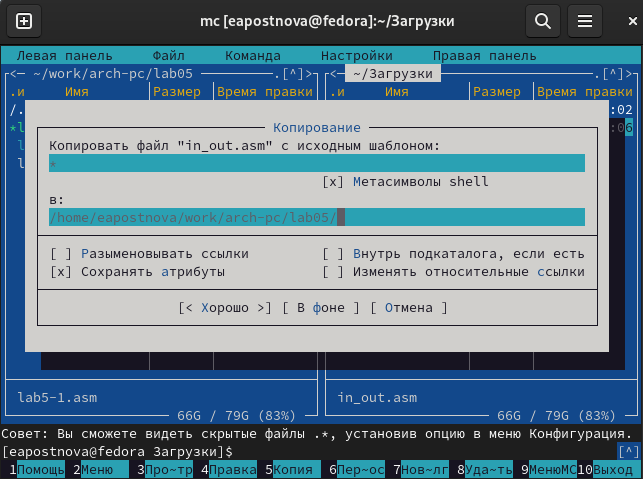 mc [eapostnova@fedora]:~/Загрузки
Левая панель Файл Команда Настройки Правая панель
<— ~/work/arch-pc/lab05 .[^]> <— ~/Загрузки .[^]>
.и Имя Размер Время правки .и Имя Размер Время правки
/. :02
*l :06
l
l
Копирование
Копировать файл "in_out.asm" с исходным шаблоном:
*
[x] Метасимволы shell
в:
/home/eapostnova/work/arch-pc/lab05/
[ ] Разыменовывать ссылки [ ] Внутрь подкаталога, если есть
[x] Сохранять атрибуты [ ] Изменять относительные ссылки
[< Хорошо >] [ В фоне ] [ Отмена ]
lab5-1.asm in_out.asm
66G / 79G (83%) 66G / 79G (83%)
Совет: Вы сможете видеть скрытые файлы .*, установив опцию в меню Конфигурация.
[eapostnova@fedora Загрузки]$ [^]
1Помощь 2Меню 3Про~тр 4Правка 5Копия 6Пер~ос 7Нов~лг 8Уда~ть 9МенюМС 10Выход